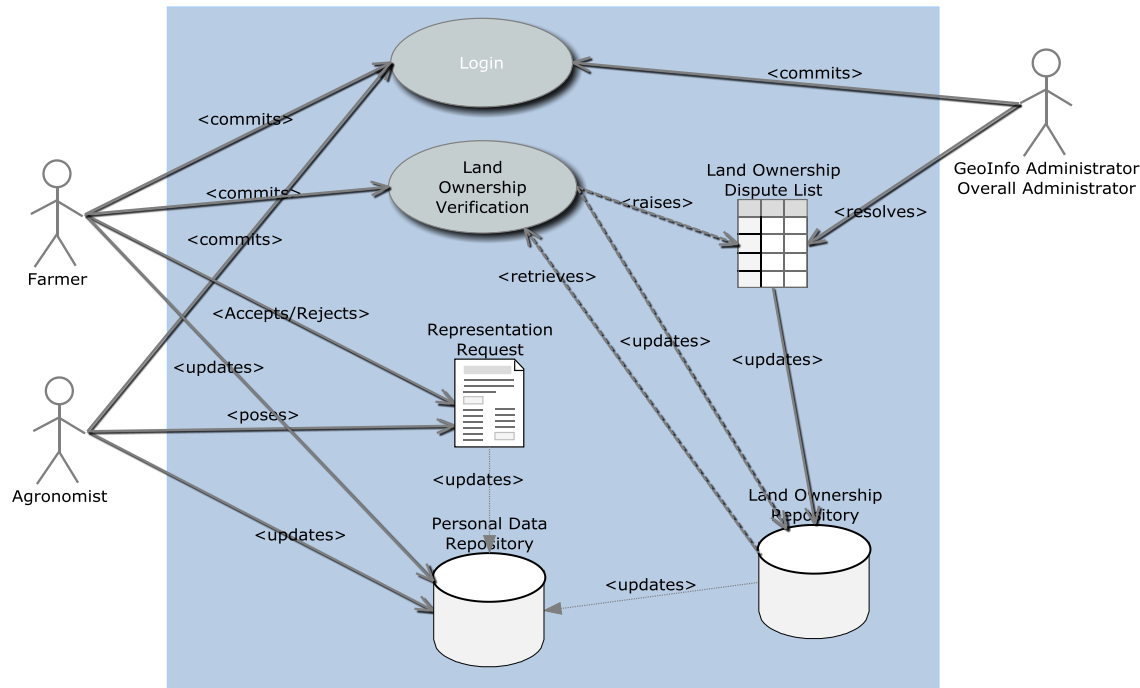 Login
<commits>
<commits>
Land
Ownership
Verification
Land Ownership
Dispute List
GeoInfo Administrator
Overall Administrator
<commits>
<raises>
<resolves>
<commits>
Farmer
<retrieves>
<Accepts/Rejects>
Representation
Request
<updates>
<updates>
<updates>
<poses>
<updates>
Agronomist
Land Ownership
Repository
Personal Data
Repository
<updates>
<updates>